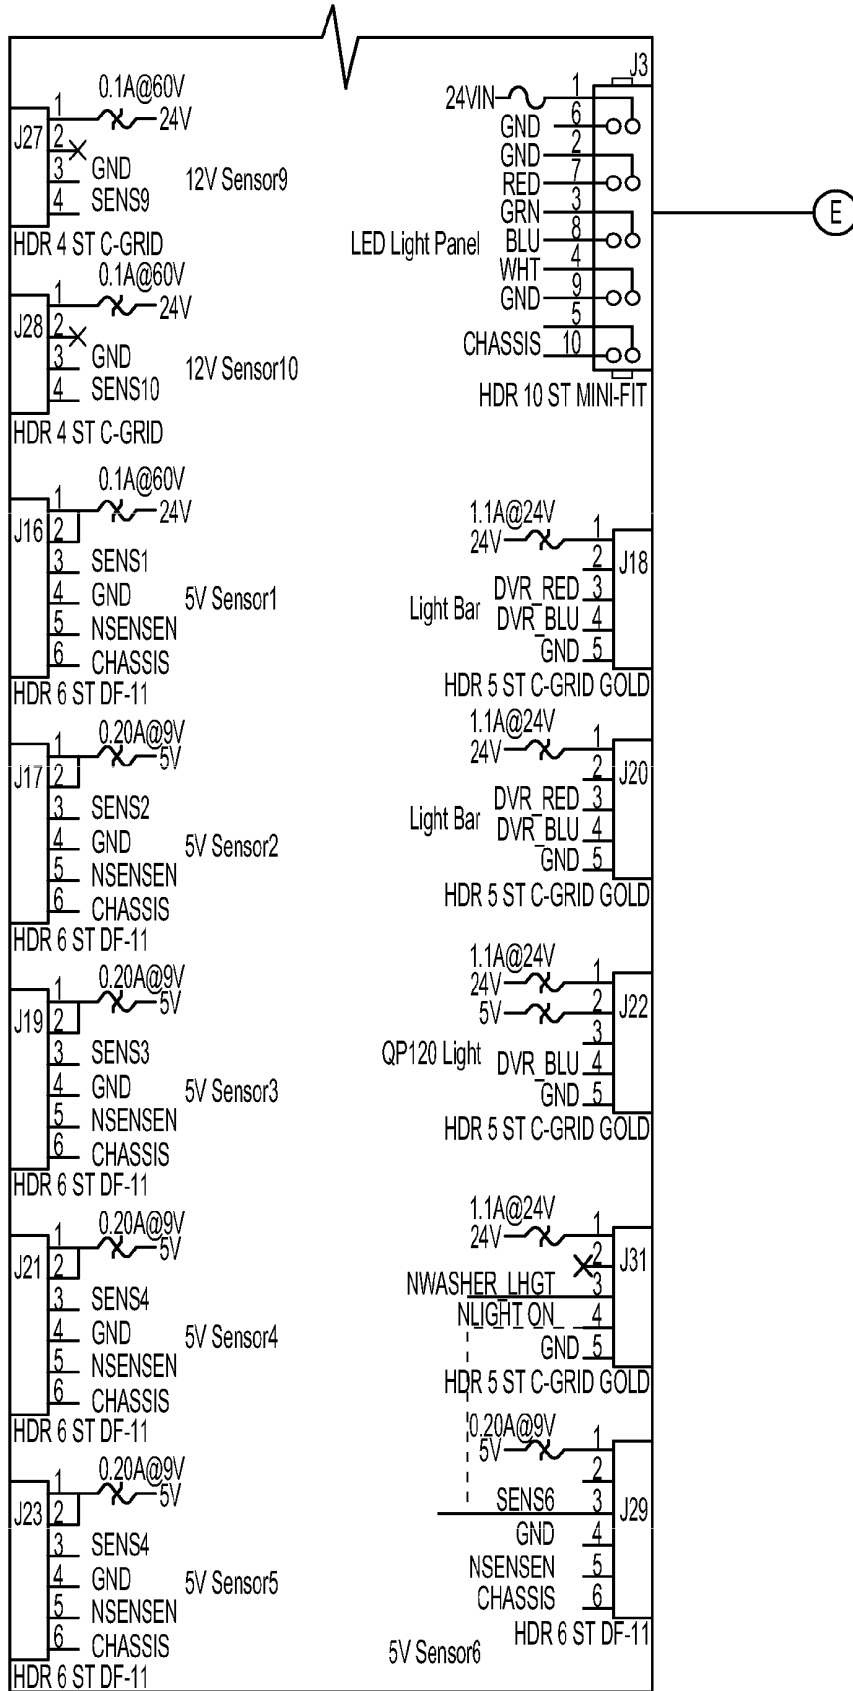 J27
1
0.1A@60V
24V
2
3 GND
4 SENS9
12V Sensor9
HDR 4 ST C-GRID
J28
1
0.1A@60V
24V
2
3 GND
4 SENS10
12V Sensor10
HDR 4 ST C-GRID
J16
1
0.1A@60V
24V
2
3 SENS1
4 GND
5 NSENSEN
6 CHASSIS
5V Sensor1
HDR 6 ST DF-11
J17
1
0.20A@9V
5V
2
3 SENS2
4 GND
5 NSENSEN
6 CHASSIS
5V Sensor2
HDR 6 ST DF-11
J19
1
0.20A@9V
5V
2
3 SENS3
4 GND
5 NSENSEN
6 CHASSIS
5V Sensor3
HDR 6 ST DF-11
J21
1
0.20A@9V
5V
2
3 SENS4
4 GND
5 NSENSEN
6 CHASSIS
5V Sensor4
HDR 6 ST DF-11
J23
1
0.20A@9V
5V
2
3 SENS4
4 GND
5 NSENSEN
6 CHASSIS
5V Sensor5
HDR 6 ST DF-11
J3
24VIN 1
GND 6
GND 2
RED 7
GRN 3
BLU 8
WHT 4
GND 9
5
CHASSIS 10
LED Light Panel
HDR 10 ST MINI-FIT
E
1.1A@24V
24V 1
2
J18
DVR_RED 3
DVR_BLU 4
GND 5
Light Bar
HDR 5 ST C-GRID GOLD
1.1A@24V
24V 1
2
J20
DVR_RED 3
DVR_BLU 4
GND 5
Light Bar
HDR 5 ST C-GRID GOLD
1.1A@24V
24V 1
5V 2
J22
3
DVR_BLU 4
GND 5
QP120 Light
HDR 5 ST C-GRID GOLD
1.1A@24V
24V 1
2
J31
NWASHER_LHGT 3
NLIGHT ON 4
GND 5
HDR 5 ST C-GRID GOLD
0.20A@9V
5V 1
2
J29
SENS6 3
GND 4
NSENSEN 5
CHASSIS 6
HDR 6 ST DF-11
5V Sensor6